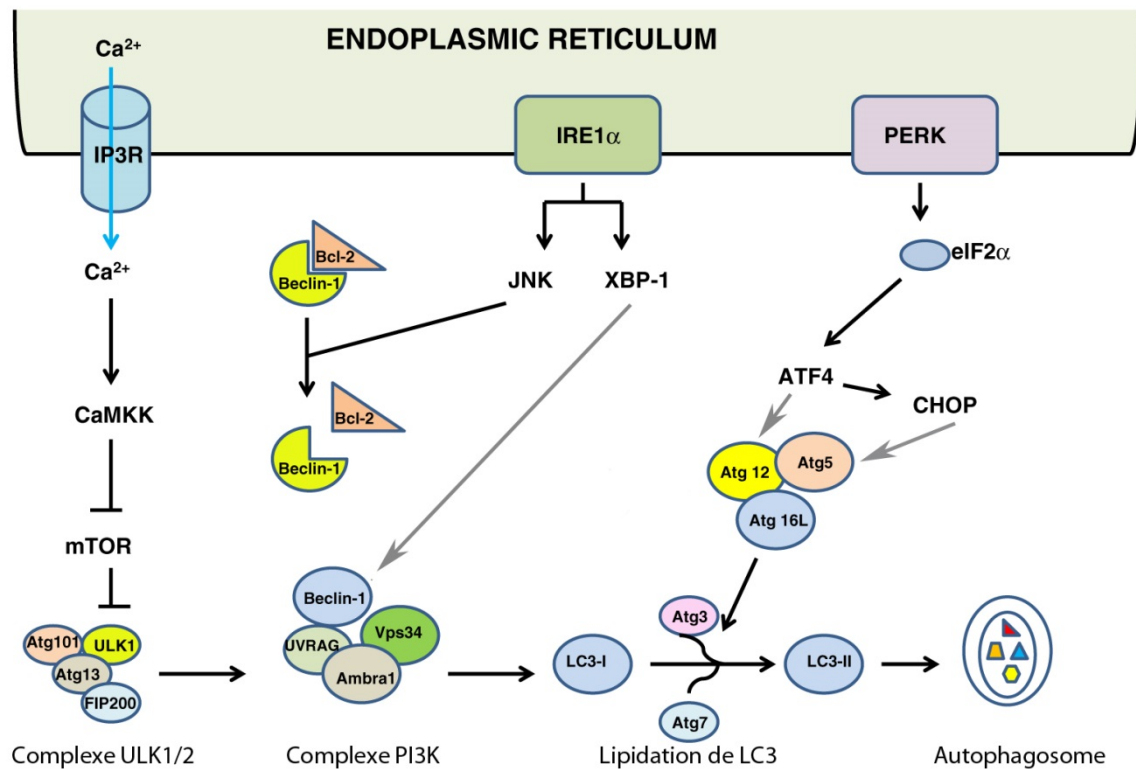 ENDOPLASMIC RETICULUM
Ca²⁺
IP3R
IRE1α
PERK
Ca²⁺
Bcl-2
Beclin-1
JNK
XBP-1
eIF2α
ATF4
CHOP
CaMKK
Bcl-2
Beclin-1
Atg 12
Atg5
Atg 16L
mTOR
Beclin-1
UVRAG
Vps34
Ambra1
Atg3
Atg101
ULK1
Atg13
FIP200
LC3-I
LC3-II
Atg7
Complexe ULK1/2
Complexe PI3K
Lipidation de LC3
Autophagosome